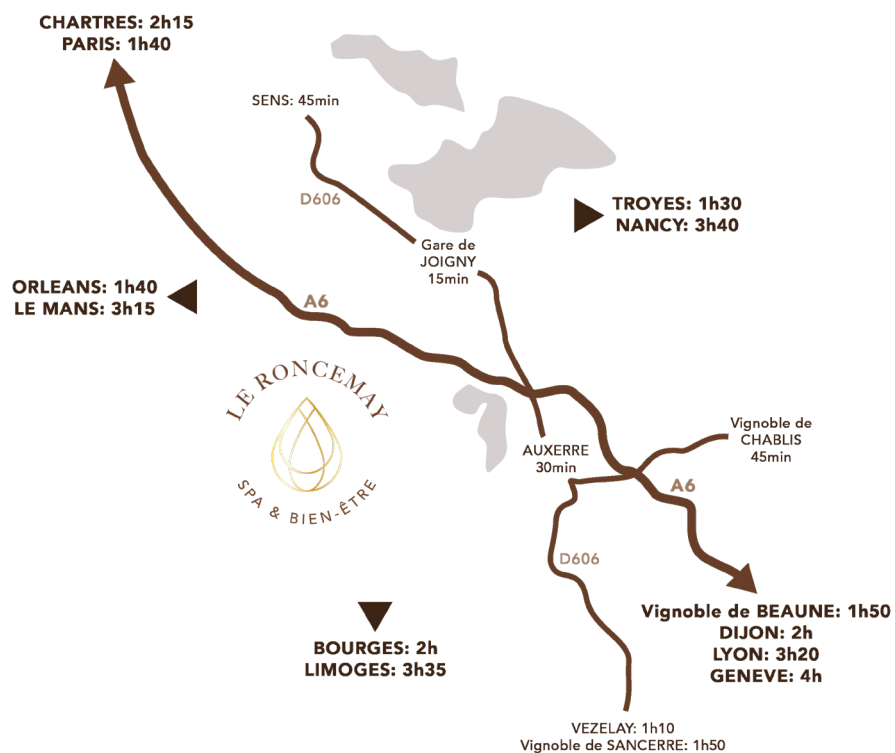 CHARTRES: 2h15
PARIS: 1h40
SENS: 45min
D606
TROYES: 1h30
NANCY: 3h40
Gare de
JOIGNY
15min
ORLEANS: 1h40
LE MANS: 3h15
A6
LE RONCEMAY
SPA & BIEN-ÊTRE
AUXERRE
30min
Vignoble de
CHABLIS
45min
A6
D606
Vignoble de BEAUNE: 1h50
DIJON: 2h
LYON: 3h20
GENEVE: 4h
BOURGES: 2h
LIMOGES: 3h35
VEZELAY: 1h10
Vignoble de SANCERRE: 1h50